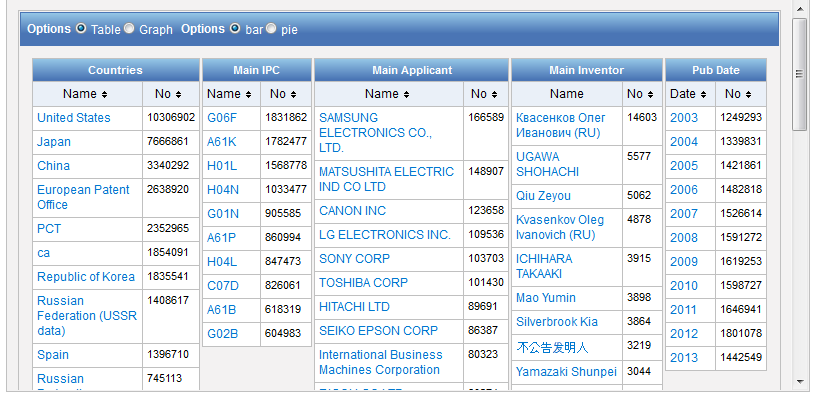 Options Table Graph Options bar pie
Countries
Name No
United States 10306902
Japan 7666861
China 3340292
European Patent 2638920
Office
PCT 2352965
ca 1854091
Republic of Korea 1835541
Russian 1408617
Federation (USSR
data)
Spain 1396710
Russian 745113
Main IPC
Name No
G06F 1831862
A61K 1782477
H01L 1568778
H04N 1033477
G01N 905585
A61P 860994
H04L 847473
C07D 826061
A61B 618319
G02B 604983
Main Applicant
Name No
SAMSUNG 166589
ELECTRONICS CO.,
LTD.
MATSUSHITA ELECTRIC 148907
IND CO LTD
CANON INC 123658
LG ELECTRONICS INC. 109536
SONY CORP 103703
TOSHIBA CORP 101430
HITACHI LTD 89691
SEIKO EPSON CORP 86387
International Business 80323
Machines Corporation
Main Inventor
Name No
Квасенков Олег 14603
Иванович (RU)
UGAWA 5577
SHOHACHI
Qiu Zeyou 5062
Kvasenkov Oleg 4878
Ivanovich (RU)
ICHIHARA 3915
TAKAAKI
Mao Yumin 3898
Silverbrook Kia 3864
不公告发明人 3219
Yamazaki Shunpei 3044
Pub Date
Date No
2003 1249293
2004 1339831
2005 1421861
2006 1482818
2007 1526614
2008 1591272
2009 1619253
2010 1598727
2011 1646941
2012 1801078
2013 1442549